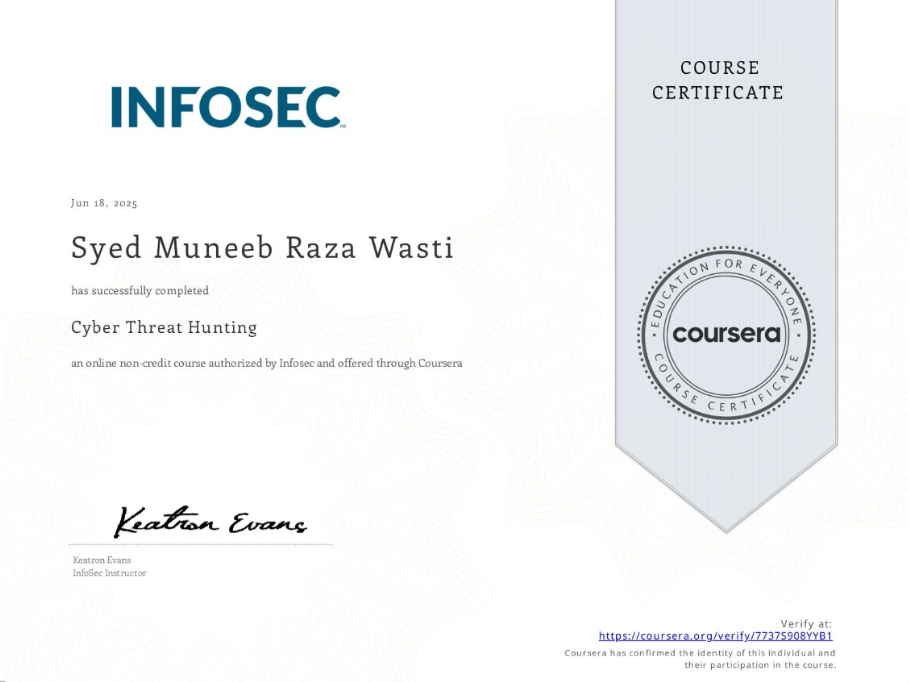 COURSE
CERTIFICATE
INFOSEC
Jun 18, 2025
Syed Muneeb Raza Wasti
has successfully completed
Cyber Threat Hunting
an online non-credit course authorized by Infosec and offered through Coursera
EDUCATION FOR EVERYONE
coursera
COURSE CERTIFICATE
Keatron Evans
Keatron Evans
InfoSec Instructor
Verify at:
https://coursera.org/verify/7737S908YYB1
Coursera has confirmed the identity of this individual and
their participation in the course.